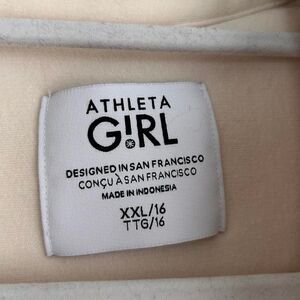 ATHLETA
G!RL
DESIGNED IN SAN FRANCISCO
CONÇU À SAN FRANCISCO
MADE IN INDONESIA
XXL/16
TTG/16